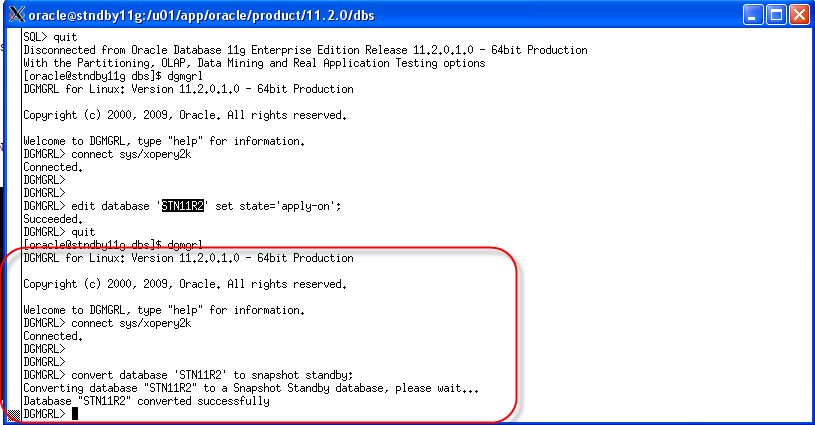 oracle@stndby11g:/u01/app/oracle/product/11.2.0/dbs
SQL> quit
Disconnected from Oracle Database 11g Enterprise Edition Release 11.2.0.1.0 - 64bit Production
With the Partitioning, OLAP, Data Mining and Real Application Testing options
[oracle@stndby11g dbs]$ dgmgrl
DGMGRL for Linux: Version 11.2.0.1.0 - 64bit Production
Copyright (c) 2000, 2009, Oracle. All rights reserved.
Welcome to DGMGRL, type "help" for information.
DGMGRL> connect sys/xopery2k
Connected.
DGMGRL>
DGMGRL>
DGMGRL> edit database 'STN11R2' set state='apply-on';
Succeeded.
DGMGRL> quit
[oracle@stndby11g dbs]$ dgmgrl
DGMGRL for Linux: Version 11.2.0.1.0 - 64bit Production
Copyright (c) 2000, 2009, Oracle. All rights reserved.
Welcome to DGMGRL, type "help" for information.
DGMGRL> connect sys/xopery2k
Connected.
DGMGRL>
DGMGRL>
DGMGRL> convert database 'STN11R2' to snapshot standby;
Converting database "STN11R2" to a Snapshot Standby database, please wait...
Database "STN11R2" converted successfully
DGMGRL>